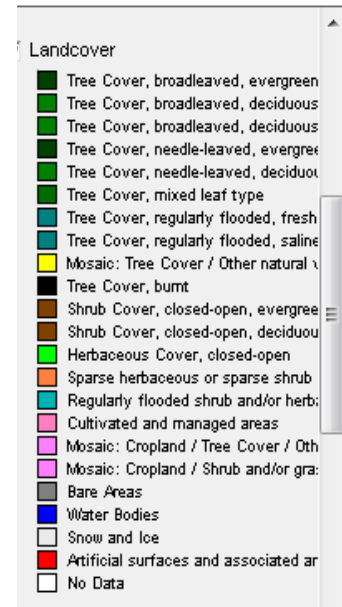 Landcover
Tree Cover, broadleaved, evergreen
Tree Cover, broadleaved, deciduous
Tree Cover, broadleaved, deciduous
Tree Cover, needle-leaved, evergree
Tree Cover, needle-leaved, deciduou
Tree Cover, mixed leaf type
Tree Cover, regularly flooded, fresh
Tree Cover, regularly flooded, saline
Mosaic: Tree Cover / Other natural
Tree Cover, burnt
Shrub Cover, closed-open, evergree
Shrub Cover, closed-open, deciduou
Herbaceous Cover, closed-open
Sparse herbaceous or sparse shrub
Regularly flooded shrub and/or herb
Cultivated and managed areas
Mosaic: Cropland / Tree Cover / Oth
Mosaic: Cropland / Shrub and/or gra
Bare Areas
Water Bodies
Snow and Ice
Artificial surfaces and associated ar
No Data